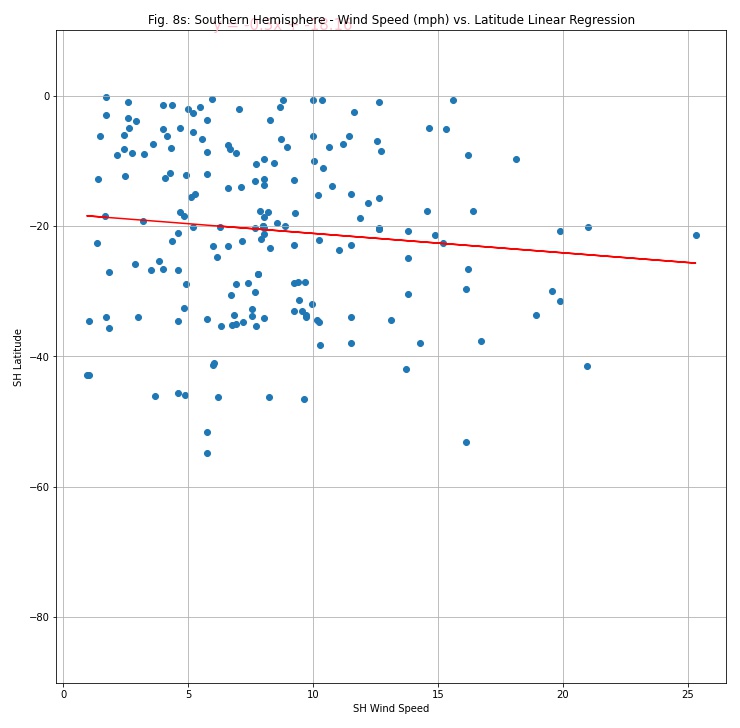 Fig. 8s: Southern Hemisphere - Wind Speed (mph) vs. Latitude Linear Regression
0
−20
−40
−60
−80
SH Latitude
0 5 10 15 20 25
SH Wind Speed